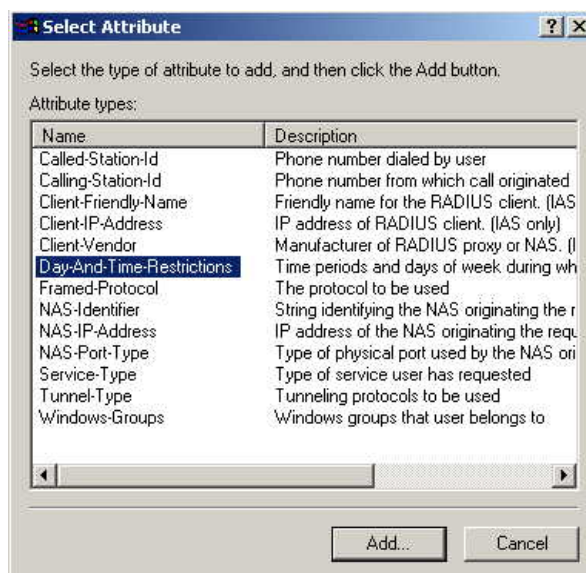 Select Attribute
Select the type of attribute to add, and then click the Add button.
Attribute types:
Name Description
Called-Station-Id Phone number dialed by user
Calling-Station-Id Phone number from which call originated
Client-Friendly-Name Friendly name for the RADIUS client. (IAS
Client-IP-Address IP address of RADIUS client. (IAS only)
Client-Vendor Manufacturer of RADIUS proxy or NAS. (I
Day-And-Time-Restrictions Time periods and days of week during wh
Framed-Protocol The protocol to be used
NAS-Identifier String identifying the NAS originating the r
NAS-IP-Address IP address of the NAS originating the requ
NAS-Port-Type Type of physical port used by the NAS ori
Service-Type Type of service user has requested
Tunnel-Type Tunneling protocols to be used
Windows-Groups Windows groups that user belongs to
Add... Cancel